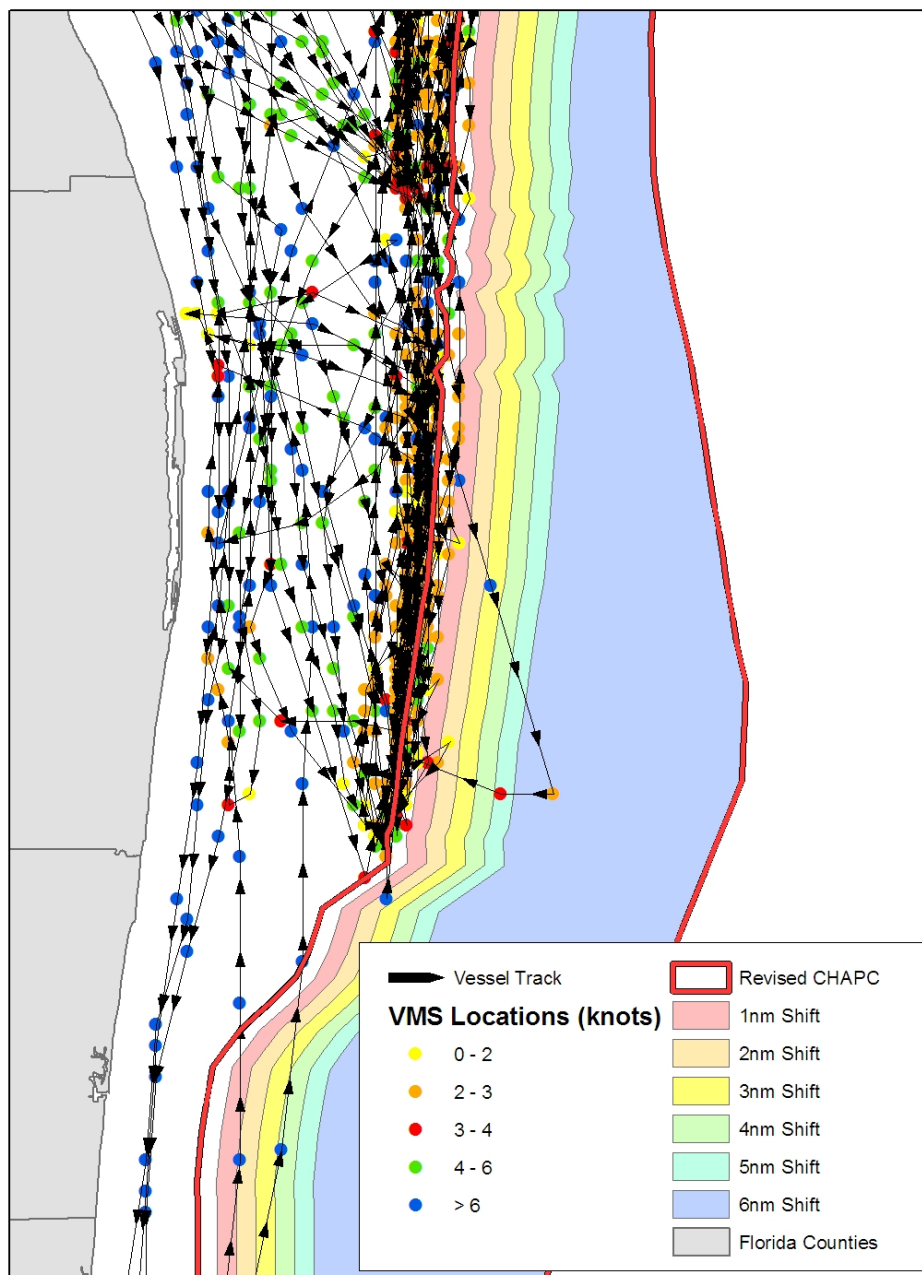 Vessel Track
VMS Locations (knots)
0 - 2
2 - 3
3 - 4
4 - 6
> 6
Revised CHAPC
1nm Shift
2nm Shift
3nm Shift
4nm Shift
5nm Shift
6nm Shift
Florida Counties